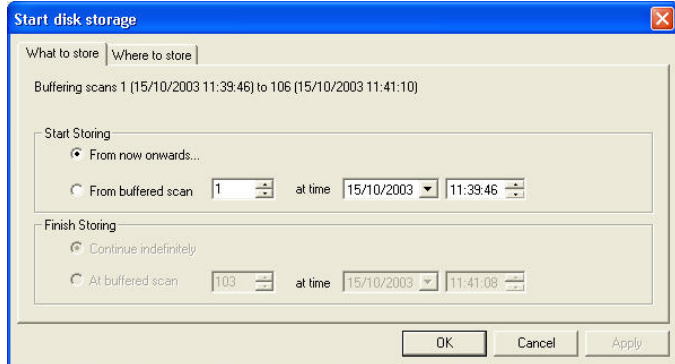 Start disk storage
What to store Where to store
Buffering scans 1 (15/10/2003 11:39:46) to 106 (15/10/2003 11:41:10)
Start Storing
From now onwards...
From buffered scan 1 at time 15/10/2003 11:39:46
Finish Storing
Continue indefinitely
At buffered scan 103 at time 15/10/2003 11:41:08
OK Cancel Apply